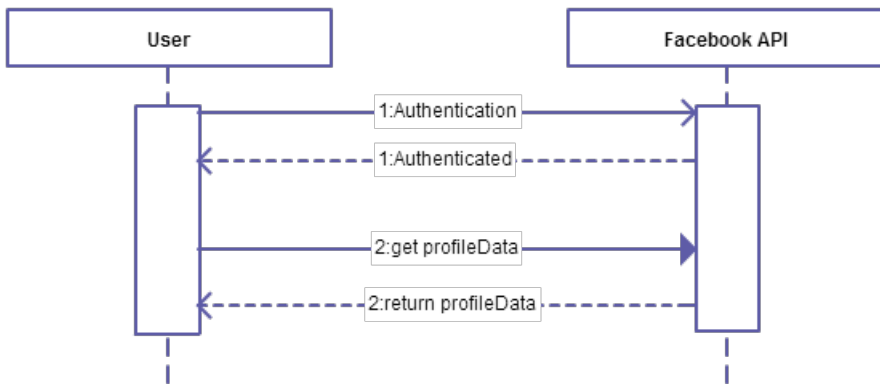 User
Facebook API
1:Authentication
1:Authenticated
2:get profileData
2:return profileData